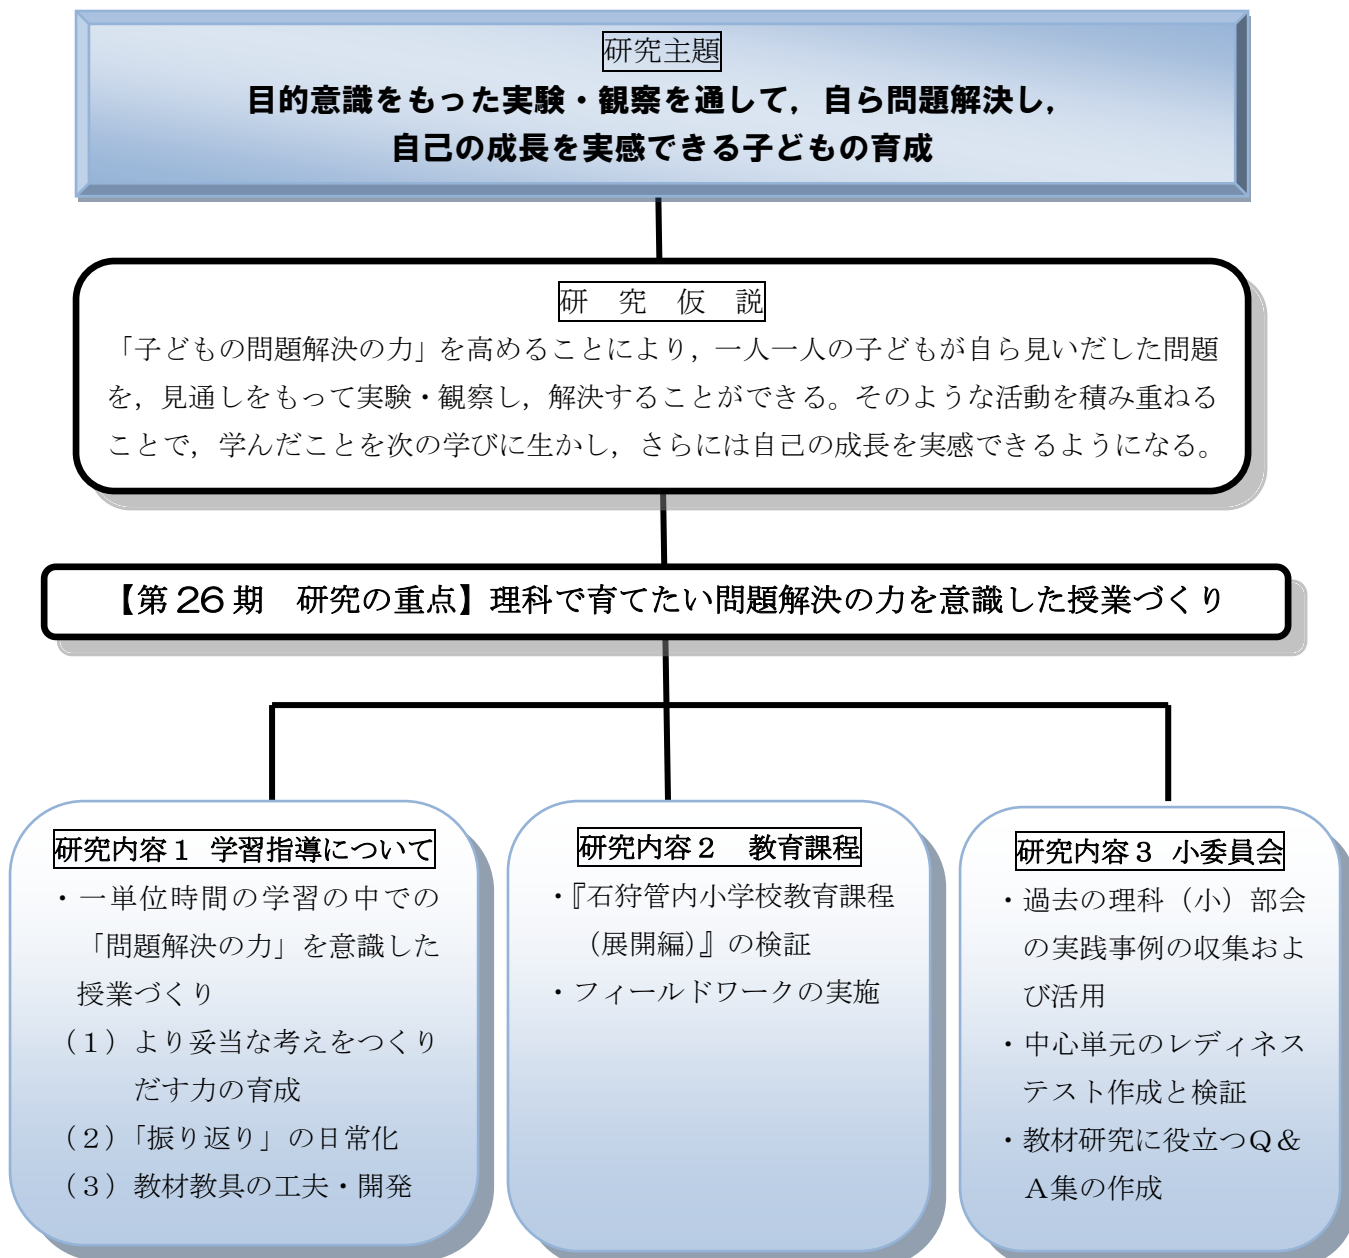 研究主題
目的意識をもった実験・観察を通して，自ら問題解決し，
自己の成長を実感できる子どもの育成
研　究　仮　説
「子どもの問題解決の力」を高めることにより，一人一人の子どもが自ら見いだした問題
を，見通しをもって実験・観察し，解決することができる。そのような活動を積み重ねる
ことで，学んだことを次の学びに生かし，さらには自己の成長を実感できるようになる。
【第26期　研究の重点】理科で育てたい問題解決の力を意識した授業づくり
研究内容１ 学習指導について
・一単位時間の学習の中での
「問題解決の力」を意識した
授業づくり
（１）より妥当な考えをつくり
だす力の育成
（２）「振り返り」の日常化
（３）教材教具の工夫・開発
研究内容２　教育課程
・『石狩管内小学校教育課程
（展開編）』の検証
・フィールドワークの実施
研究内容３ 小委員会
・過去の理科（小）部会
の実践事例の収集およ
び活用
・中心単元のレディネス
テスト作成と検証
・教材研究に役立つＱ＆
Ａ集の作成